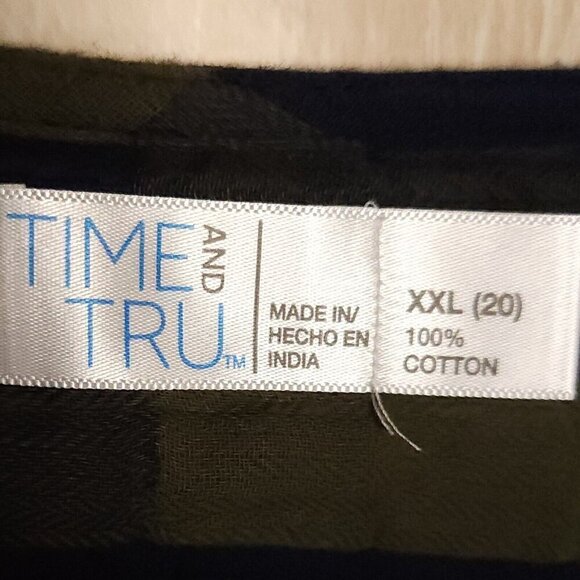 TIME AND
TRU™
MADE IN/
HECHO EN
INDIA
XXL (20)
100%
COTTON